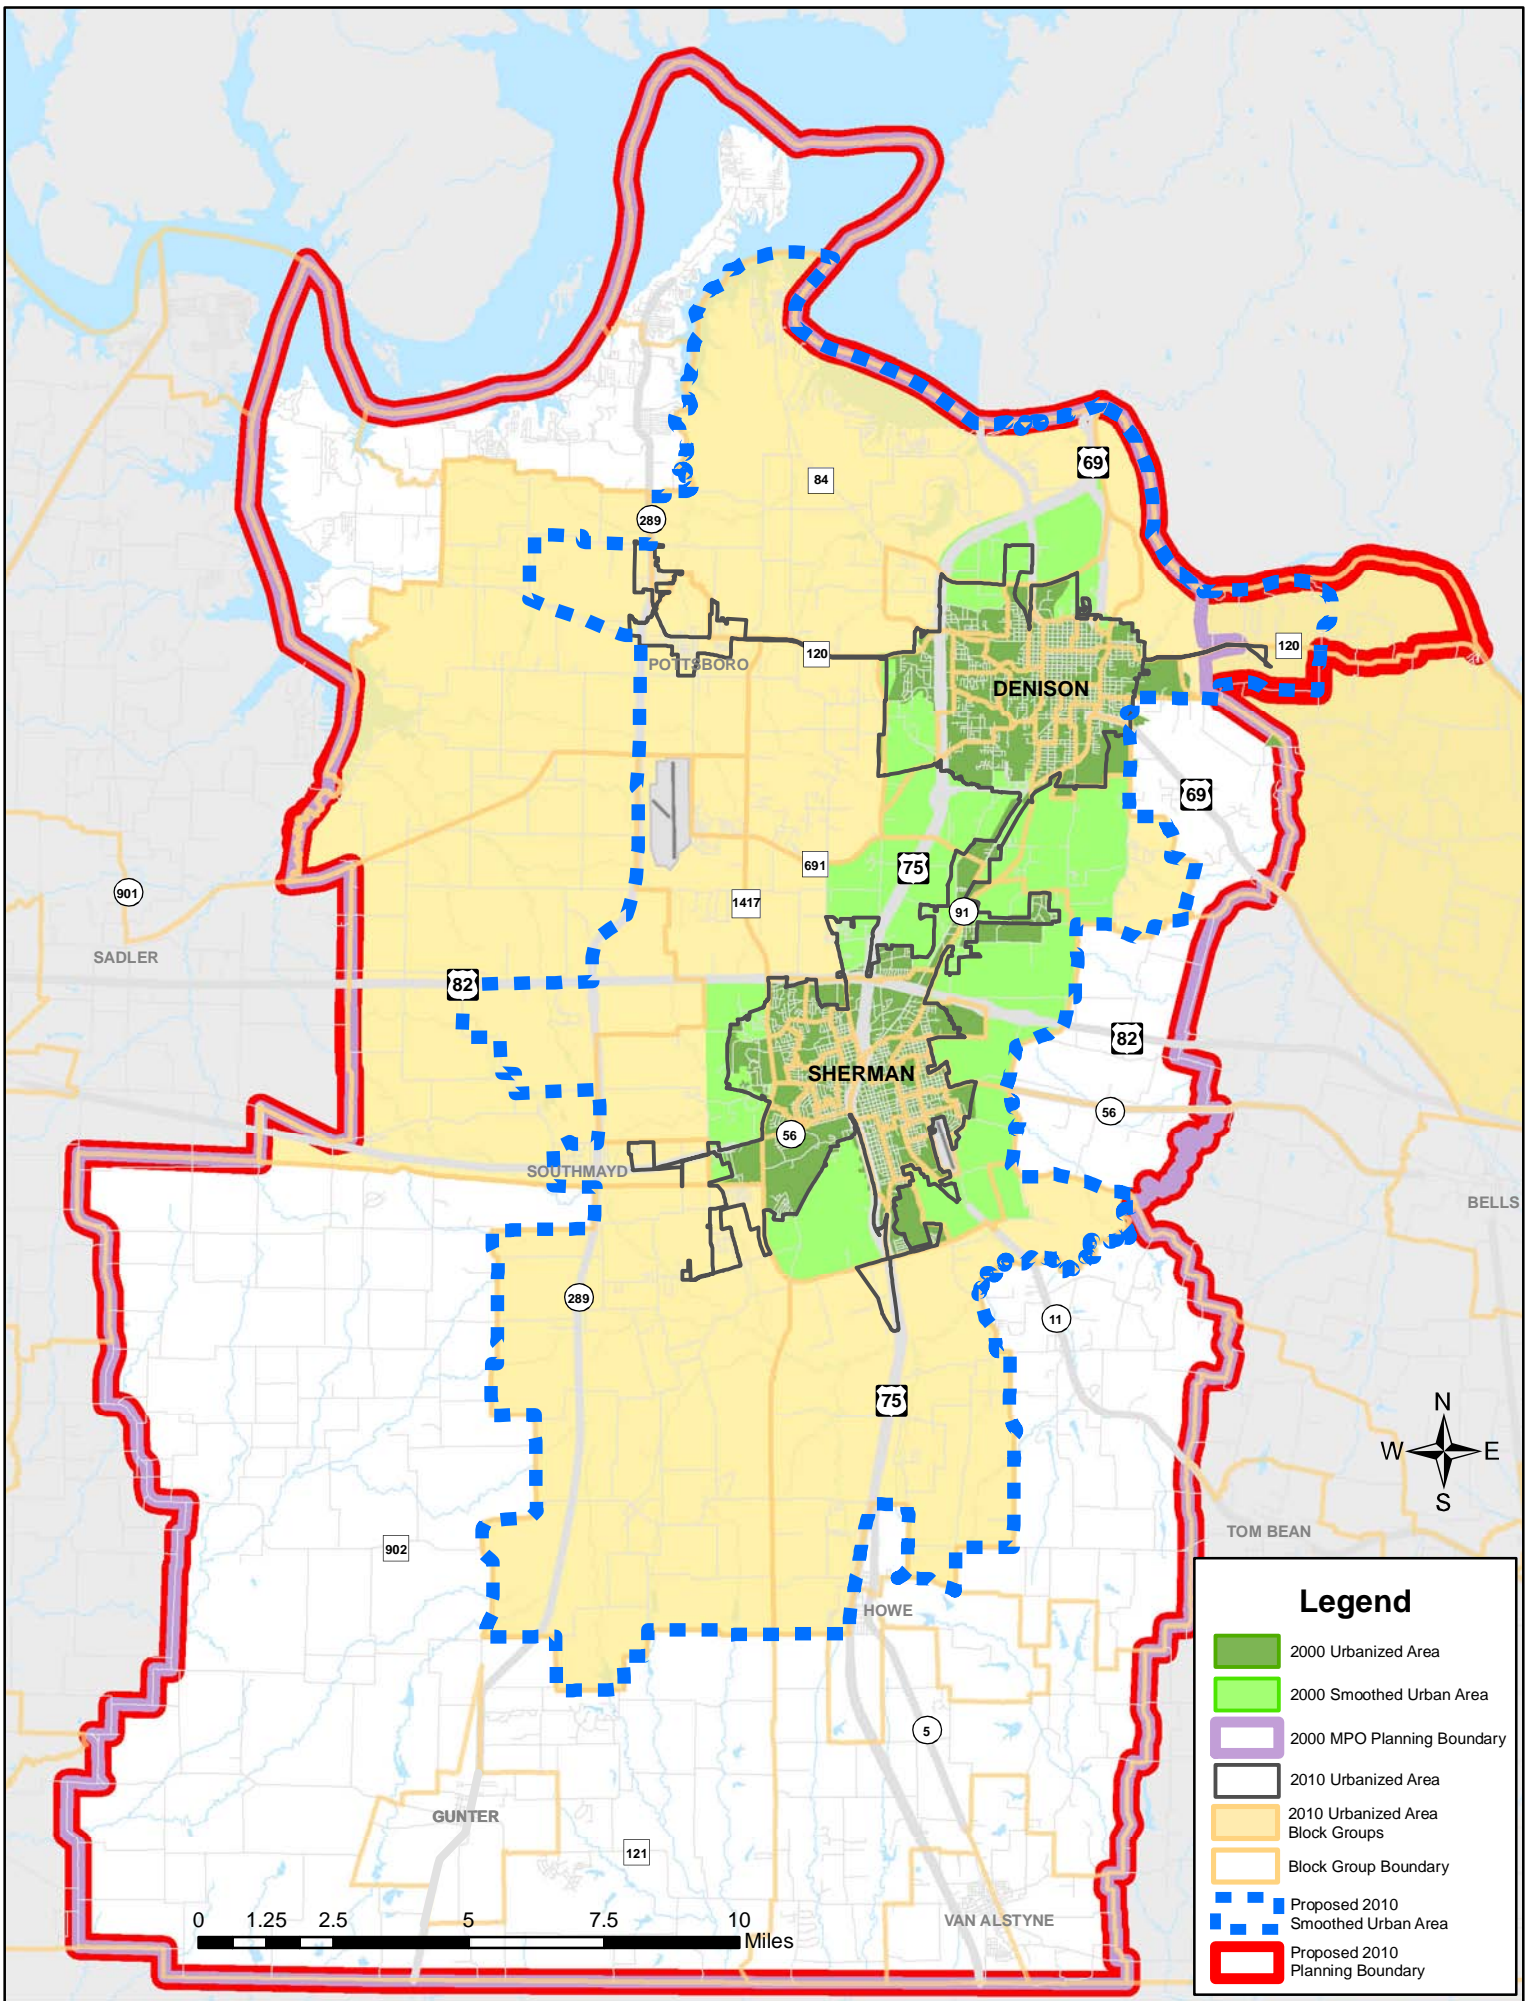 69
84
289
120
120
POTTSBORO
DENISON
69
691
75
901
1417
91
SADLER
82
82
SHERMAN
56
56
SOUTHMAYD
BELLS
289
11
75
N
W
E
S
TOM BEAN
902
HOWE
5
GUNTER
121
VAN ALSTYNE
0 1.25 2.5 5 7.5 10
Miles
Legend
2000 Urbanized Area
2000 Smoothed Urban Area
2000 MPO Planning Boundary
2010 Urbanized Area
2010 Urbanized Area
Block Groups
Block Group Boundary
Proposed 2010
Smoothed Urban Area
Proposed 2010
Planning Boundary